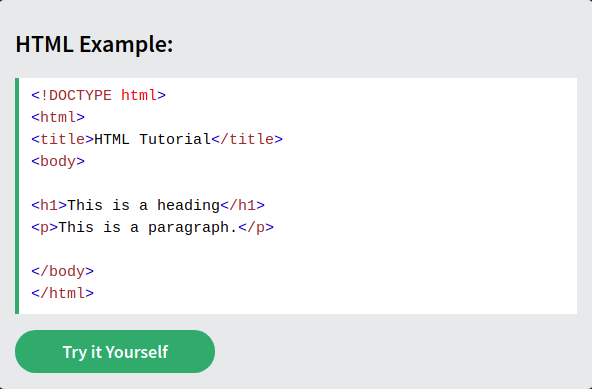 HTML Example:
<!DOCTYPE html>
<html>
<title>HTML Tutorial</title>
<body>
<h1>This is a heading</h1>
<p>This is a paragraph.</p>
</body>
</html>
Try it Yourself